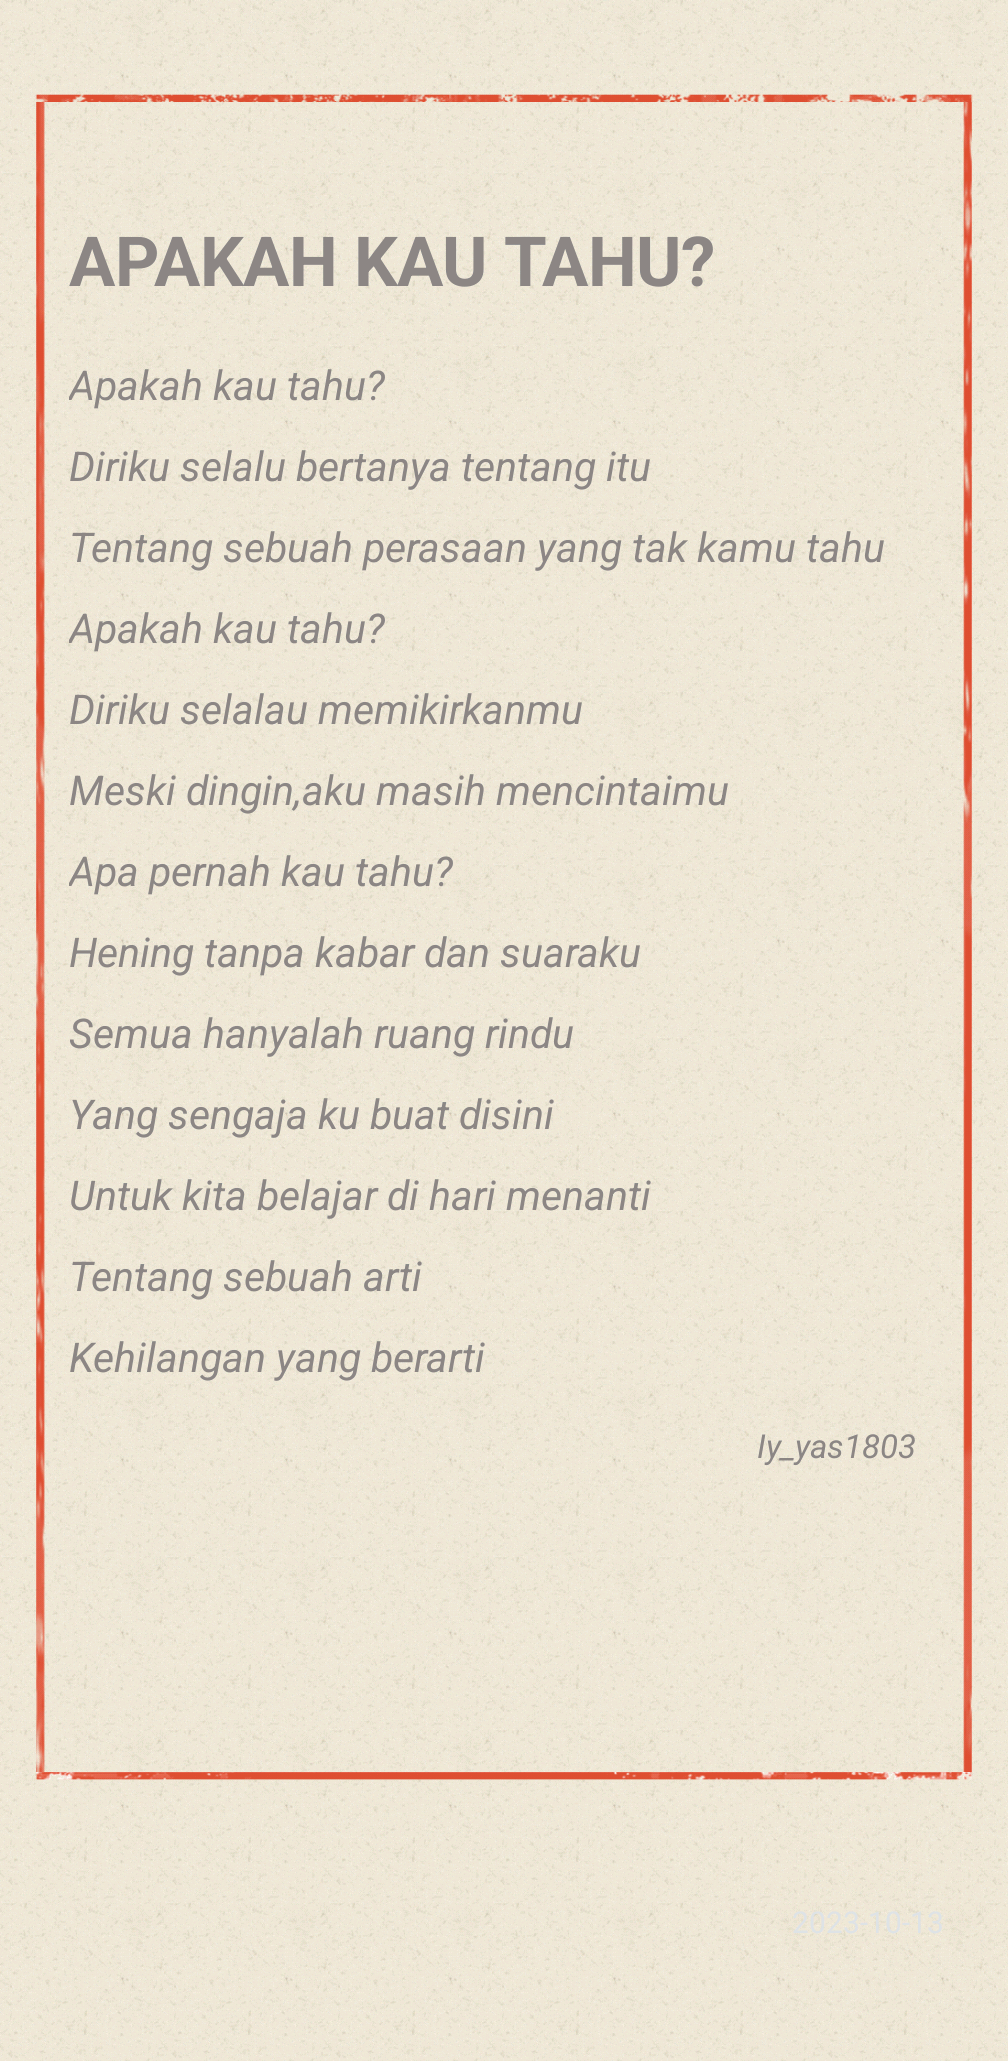 APAKAH KAU TAHU?
Apakah kau tahu?
Diriku selalu bertanya tentang itu
Tentang sebuah perasaan yang tak kamu tahu
Apakah kau tahu?
Diriku selalau memikirkanmu
Meski dingin,aku masih mencintaimu
Apa pernah kau tahu?
Hening tanpa kabar dan suaraku
Semua hanyalah ruang rindu
Yang sengaja ku buat disini
Untuk kita belajar di hari menanti
Tentang sebuah arti
Kehilangan yang berarti
ly_yas1803
2023-10-13